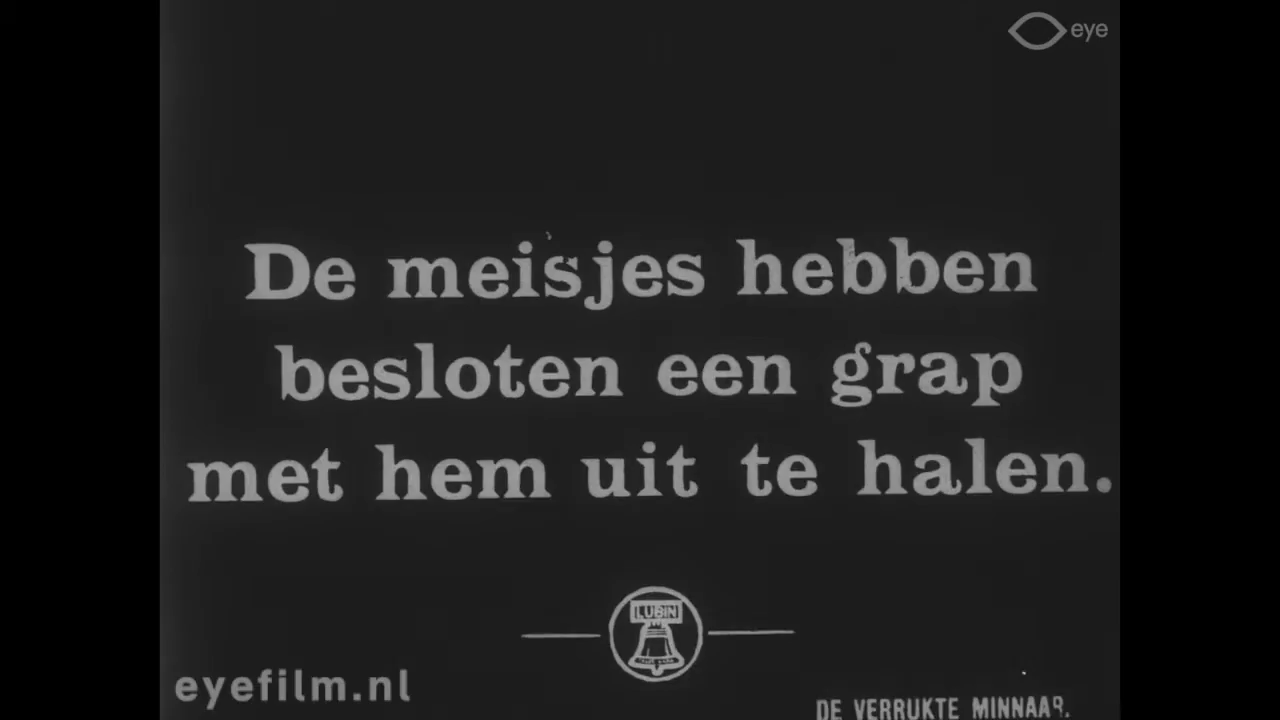 eye
De meisjes hebben
besloten een grap
met hem uit te halen.
LUBIN
eyefilm.nl
DE VERRUKTE MINNAAR.